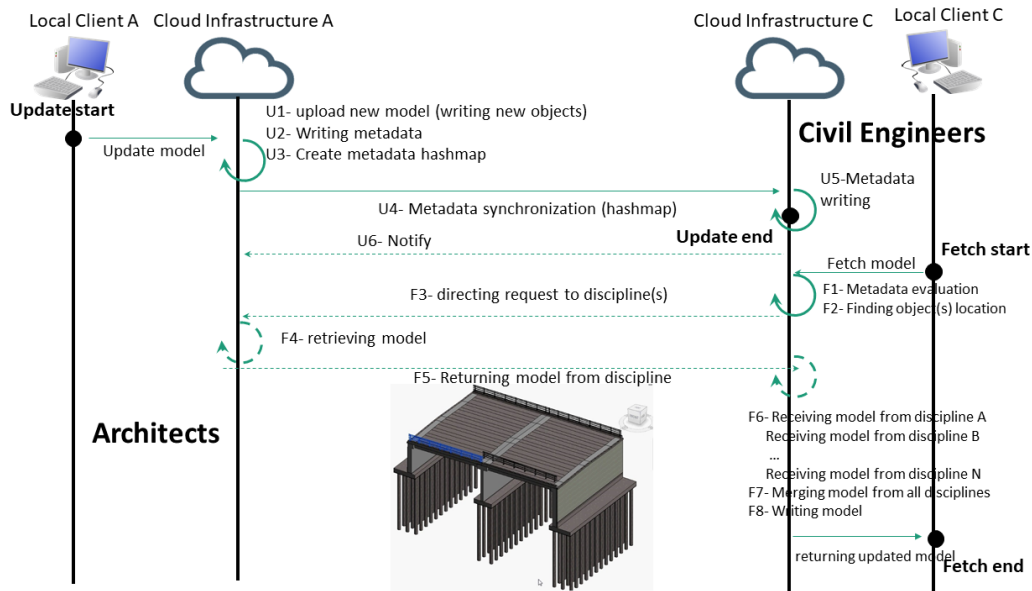 Local Client A
Cloud Infrastructure A
Cloud Infrastructure C
Local Client C
Update start
Update model
U1- upload new model (writing new objects)
U2- Writing metadata
U3- Create metadata hashmap
Civil Engineers
U4- Metadata synchronization (hashmap)
U5-Metadata
writing
Update end
U6- Notify
Fetch start
Fetch model
F1- Metadata evaluation
F2- Finding object(s) location
F3- directing request to discipline(s)
F4- retrieving model
F5- Returning model from discipline
Architects
F6- Receiving model from discipline A
Receiving model from discipline B
...
Receiving model from discipline N
F7- Merging model from all disciplines
F8- Writing model
returning updated model
Fetch end